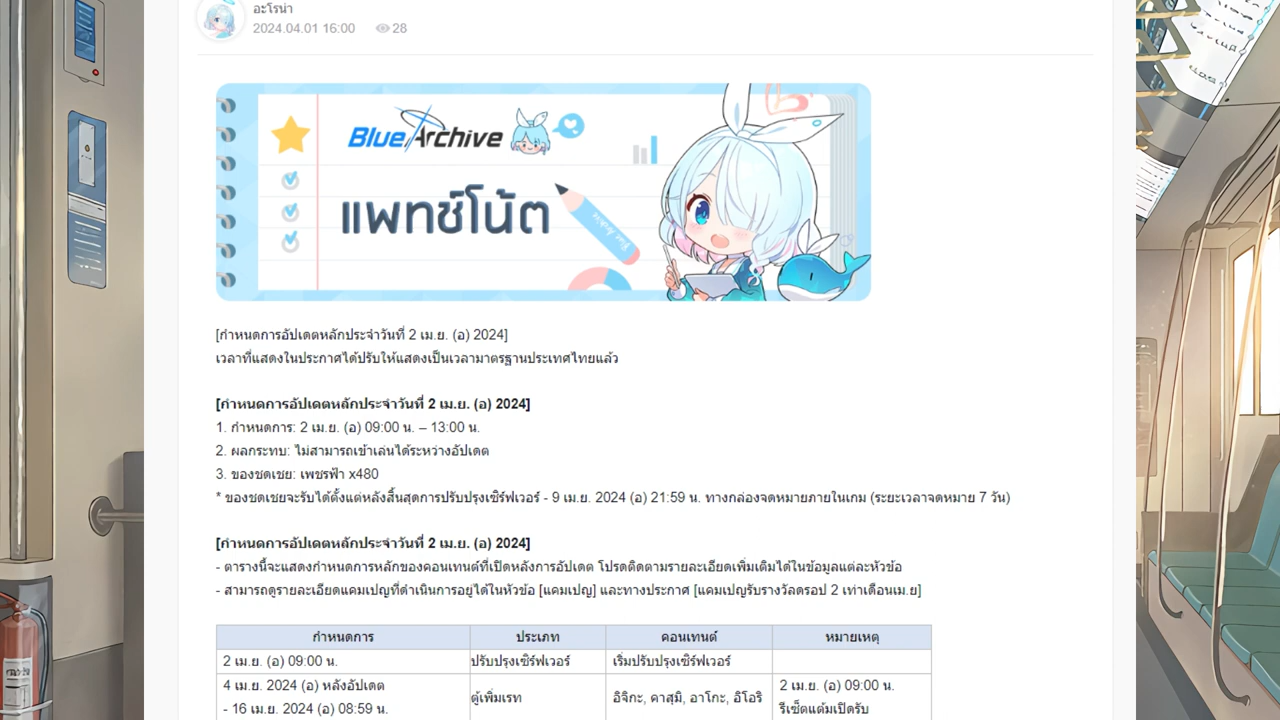 อะโรน่า
2024.04.01 16:00 28
Blue Archive
แพทช์โน้ต
[กำหนดการอัปเดตหลักประจำวันที่ 2 เม.ย. (อ) 2024]
เวลาที่แสดงในประกาศได้ปรับให้แสดงเป็นเวลามาตรฐานประเทศไทยแล้ว
[กำหนดการอัปเดตหลักประจำวันที่ 2 เม.ย. (อ) 2024]
1. กำหนดการ: 2 เม.ย. (อ) 09:00 น. – 13:00 น.
2. ผลกระทบ: ไม่สามารถเข้าเล่นได้ระหว่างอัปเดต
3. ของชดเชย: เพชรฟ้า x480
* ของชดเชยจะรับได้ตั้งแต่หลังสิ้นสุดการปรับปรุงเซิร์ฟเวอร์ - 9 เม.ย. 2024 (อ) 21:59 น. ทางกล่องจดหมายภายในเกม (ระยะเวลาจดหมาย 7 วัน)
[กำหนดการอัปเดตหลักประจำวันที่ 2 เม.ย. (อ) 2024]
- ตารางนี้จะแสดงกำหนดการหลักของคอนเทนต์ที่เปิดหลังการอัปเดต โปรดติดตามรายละเอียดเพิ่มเติมได้ในข้อมูลแต่ละหัวข้อ
- สามารถดูรายละเอียดแคมเปญที่ดำเนินการอยู่ได้ในหัวข้อ [แคมเปญ] และทางประกาศ [แคมเปญรับรางวัลดรอป 2 เท่าเดือนเม.ย]
กำหนดการ ประเภท คอนเทนต์ หมายเหตุ
2 เม.ย. (อ) 09:00 น. ปรับปรุงเซิร์ฟเวอร์ เริ่มปรับปรุงเซิร์ฟเวอร์
4 เม.ย. 2024 (อ) หลังอัปเดต
- 16 เม.ย. 2024 (อ) 08:59 น. ตู้เพิ่มเรท อิจิกะ, คาสุมิ, อาโกะ, อิโอริ 2 เม.ย. (อ) 09:00 น.
รีเซ็ตแต้มเปิดรับ